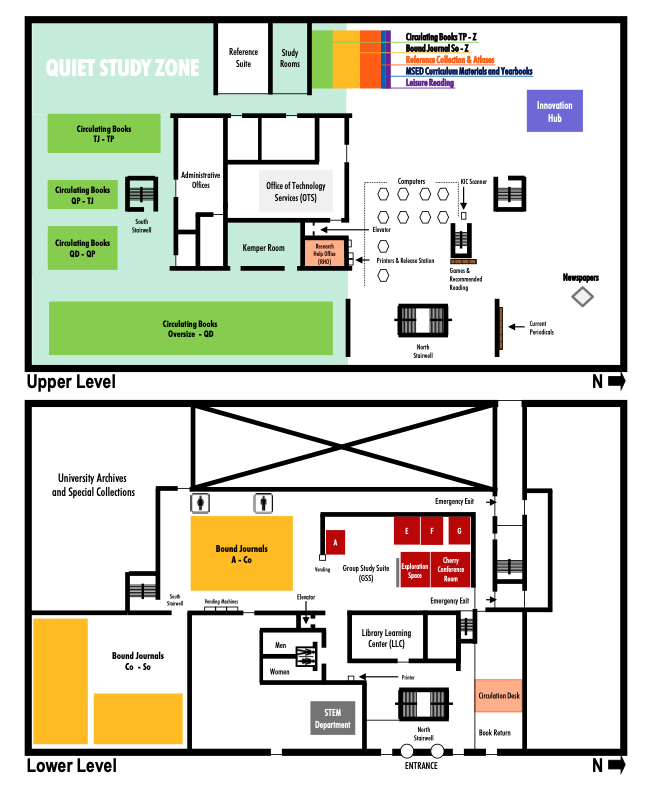 QUIET STUDY ZONE
Reference
Suite
Study
Rooms
Circulating Books TP - Z
Bound Journal So - Z
Reference Collection & Atlases
MSED Curriculum Materials and Yearbooks
Leisure Reading
Innovation
Hub
Circulating Books
TJ - TP
Circulating Books
QP - TJ
Circulating Books
QD - QP
South
Stairwell
Administrative
Offices
Office of Technology
Services (OTS)
Kemper Room
Research
Help Office
(RHO)
Computers
KIC Scanner
Elevator
Printers & Release Station
Games &
Recommended
Reading
Newspapers
Circulating Books
Oversize - QD
North
Stairwell
Current
Periodicals
Upper Level
N
University Archives
and Special Collections
Bound Journals
A - Co
A
E
F
G
Vending
Group Study Suite
(GSS)
Exploration
Space
Cherry
Conference
Room
Emergency Exit
Emergency Exit
South
Stairwell
Vending Machines
Elevator
Bound Journals
Co - So
Men
Women
Library Learning
Center (LLC)
Printer
STEM
Department
North
Stairwell
Circulation Desk
Book Return
Lower Level
ENTRANCE
N